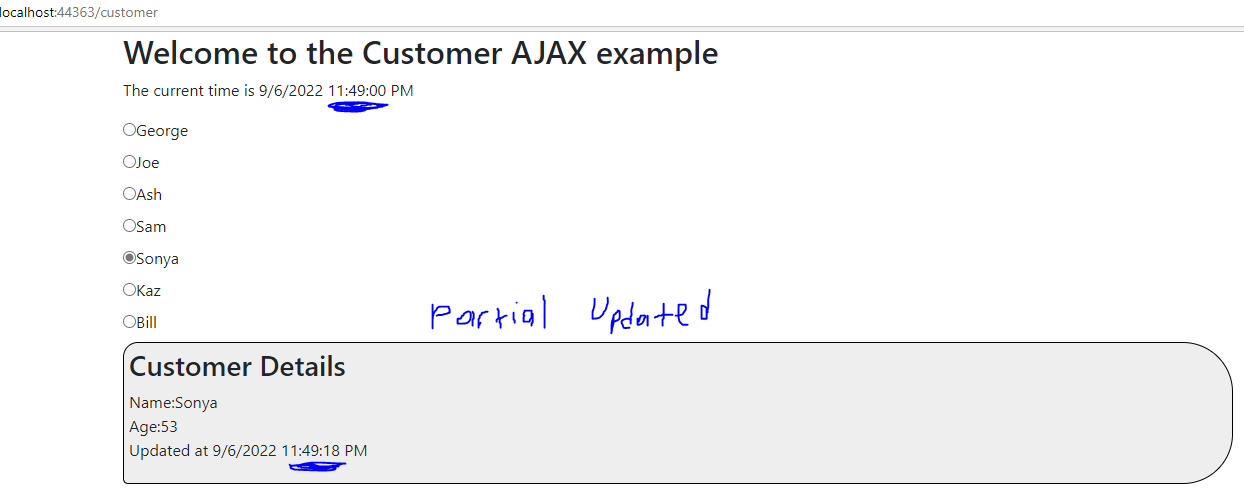 localhost:44363/customer
Welcome to the Customer AJAX example
The current time is 9/6/2022 11:49:00 PM
George
Joe
Ash
Sam
Sonya
Kaz
Bill
Partial Updated
Customer Details
Name:Sonya
Age:53
Updated at 9/6/2022 11:49:18 PM